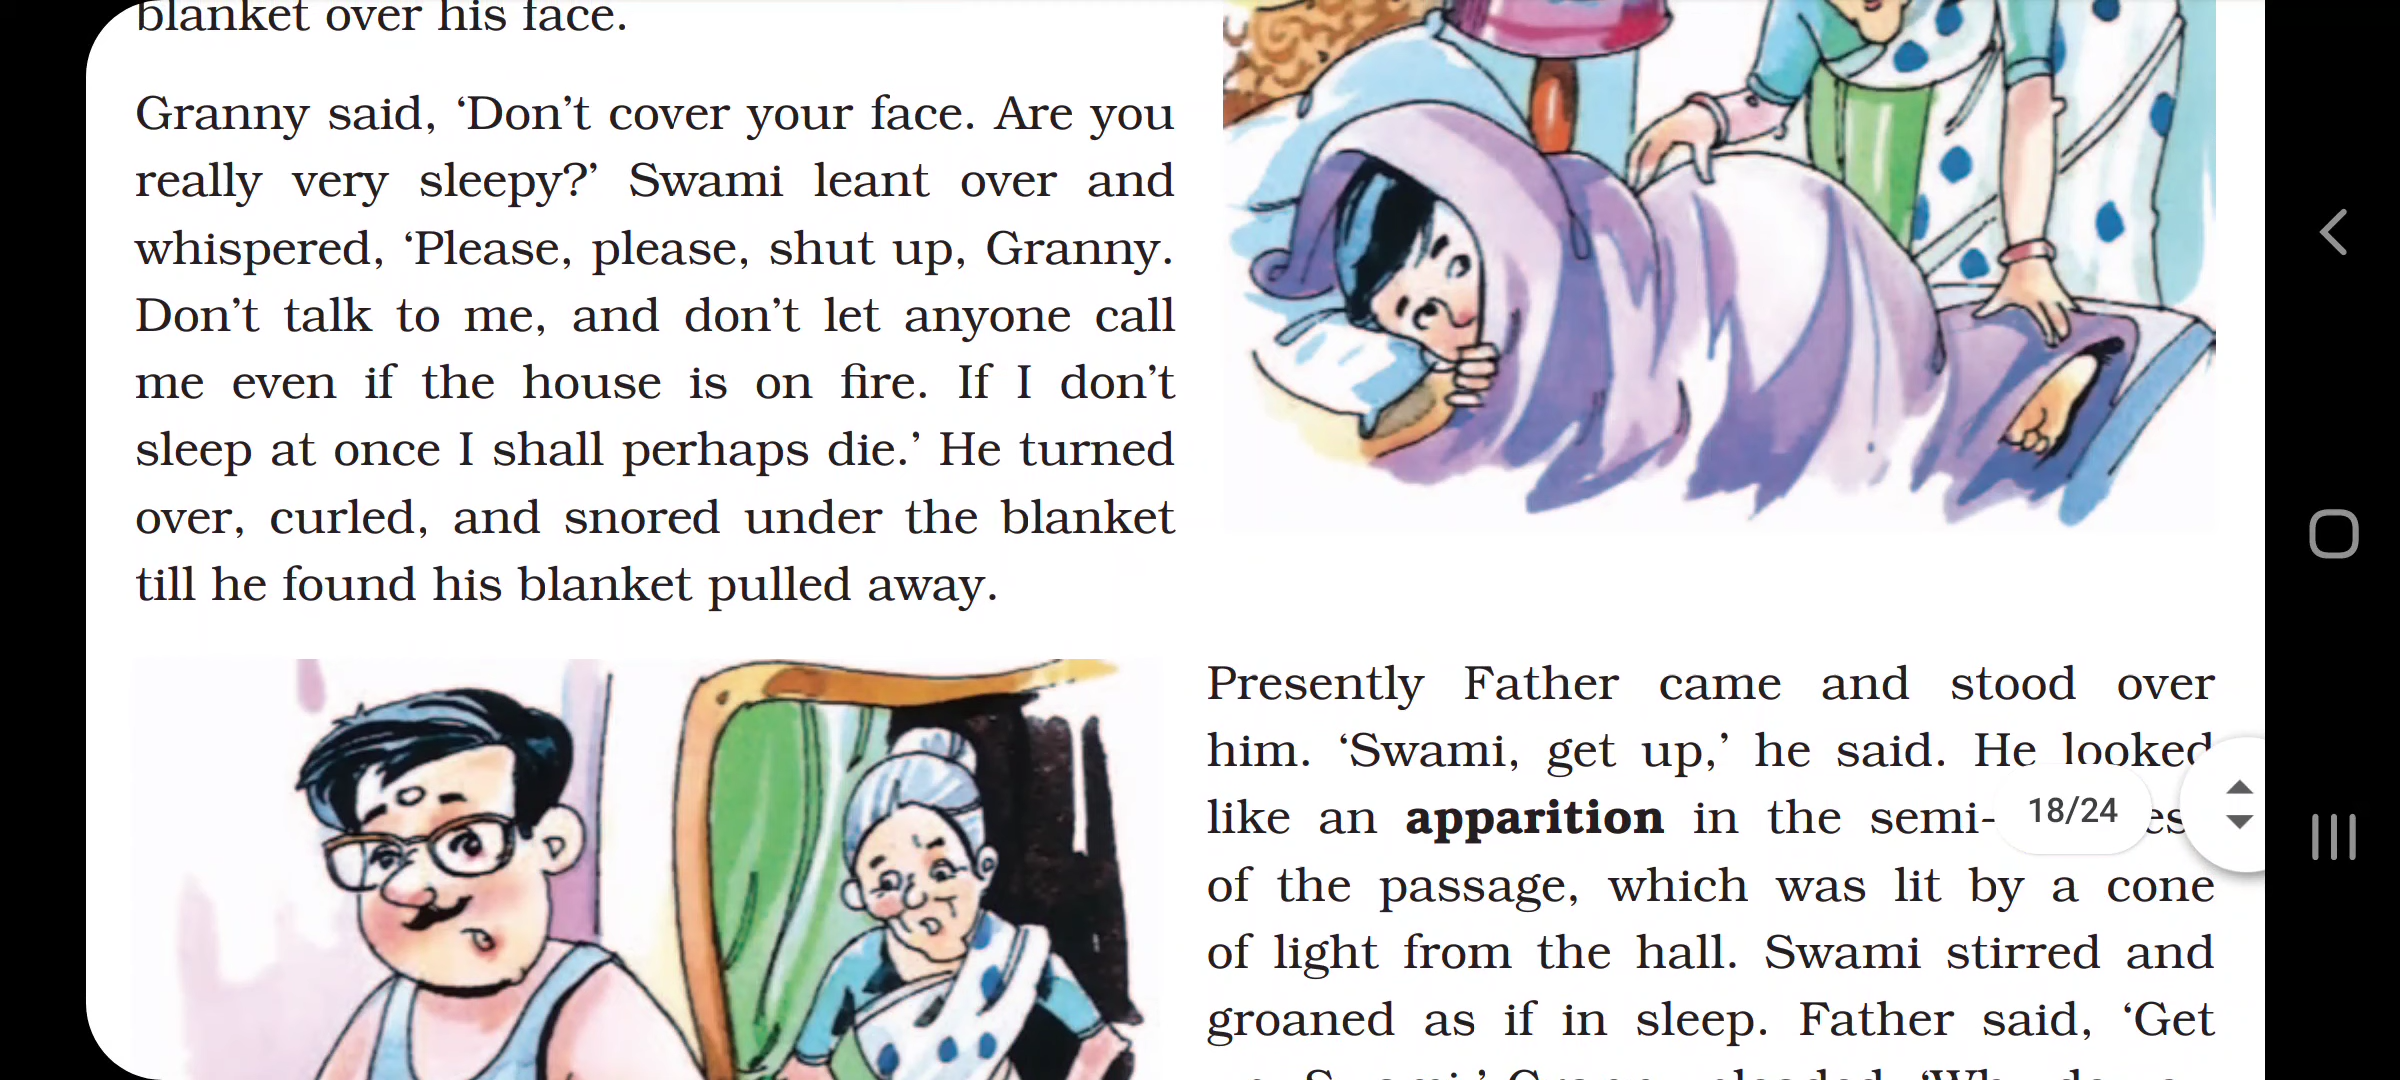 blanket over his face.
Granny said, ‘Don’t cover your face. Are you
really very sleepy?’ Swami leant over and
whispered, ‘Please, please, shut up, Granny.
Don’t talk to me, and don’t let anyone call
me even if the house is on fire. If I don’t
sleep at once I shall perhaps die.’ He turned
over, curled, and snored under the blanket
till he found his blanket pulled away.
Presently Father came and stood over
him. ‘Swami, get up,’ he said. He looked
like an apparition in the semi-
18/24
of the passage, which was lit by a cone
of light from the hall. Swami stirred and
groaned as if in sleep. Father said, ‘Get